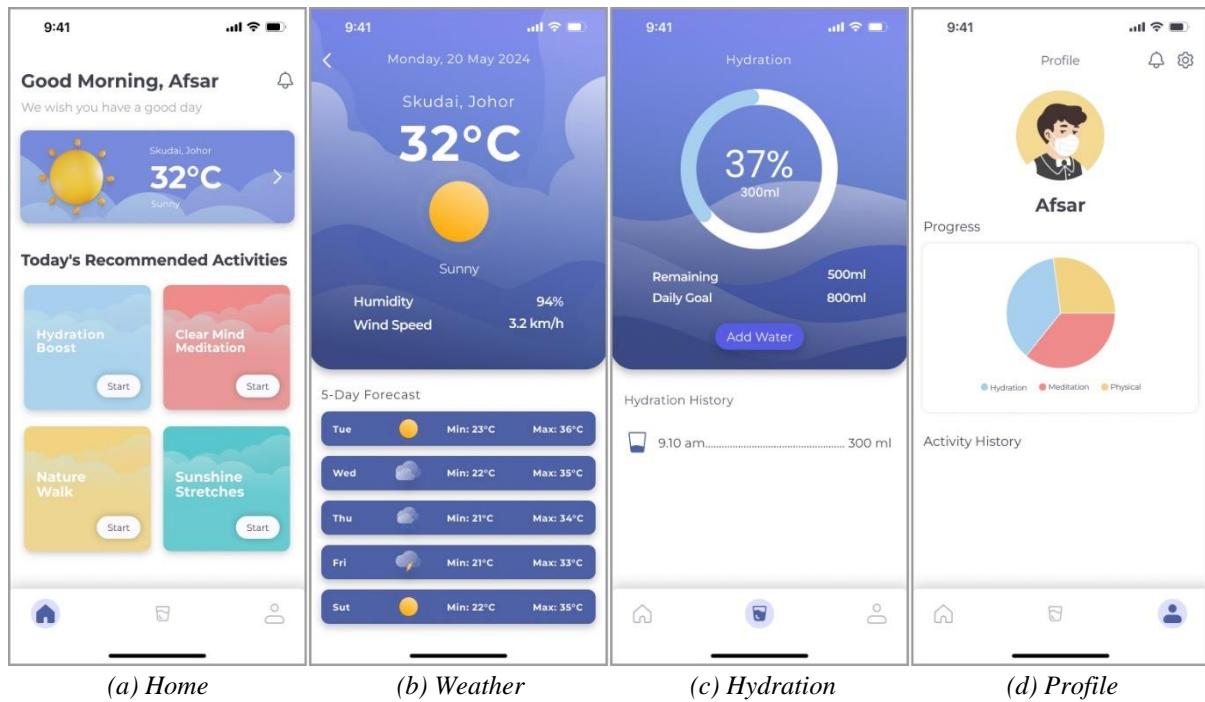 9:41
Good Morning, Afsar
We wish you have a good day
Skudai, Johor
32°C
Sunny
Today's Recommended Activities
Hydration
Boost
Start
Clear Mind
Meditation
Start
Nature
Walk
Start
Sunshine
Stretches
Start
(a) Home
9:41
Monday, 20 May 2024
Skudai, Johor
32°C
Sunny
Humidity 94%
Wind Speed 3.2 km/h
5-Day Forecast
Tue Min: 23°C Max: 36°C
Wed Min: 22°C Max: 35°C
Thu Min: 21°C Max: 34°C
Fri Min: 21°C Max: 33°C
Sut Min: 22°C Max: 35°C
(b) Weather
9:41
Hydration
37%
300ml
Remaining 500ml
Daily Goal 800ml
Add Water
Hydration History
9.10 am.................................................. 300 ml
(c) Hydration
9:41
Profile
Afsar
Progress
Hydration Meditation Physical
Activity History
(d) Profile